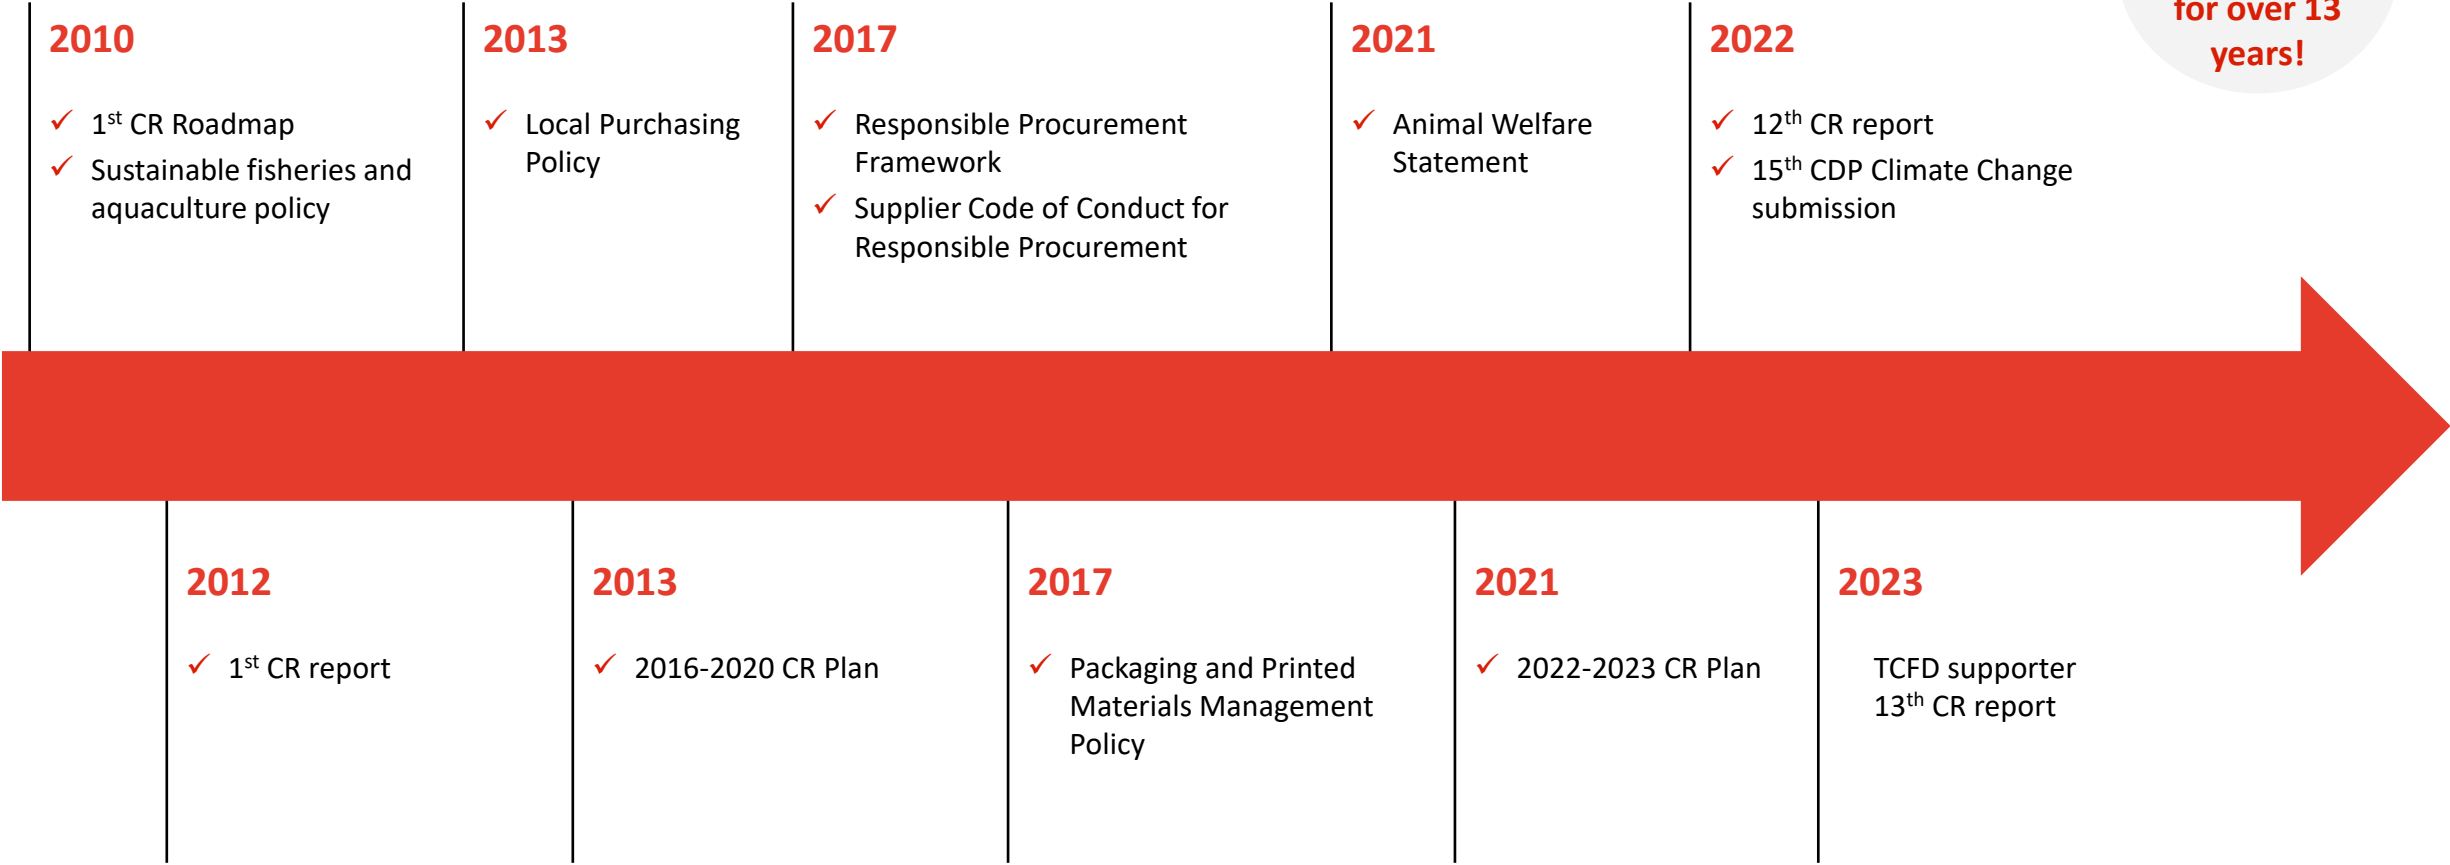 for over 13
years!
2010
✓ 1st CR Roadmap
✓ Sustainable fisheries and
aquaculture policy
2013
✓ Local Purchasing
Policy
2017
✓ Responsible Procurement
Framework
✓ Supplier Code of Conduct for
Responsible Procurement
2021
✓ Animal Welfare
Statement
2022
✓ 12th CR report
✓ 15th CDP Climate Change
submission
2012
✓ 1st CR report
2013
✓ 2016-2020 CR Plan
2017
✓ Packaging and Printed
Materials Management
Policy
2021
✓ 2022-2023 CR Plan
2023
TCFD supporter
13th CR report